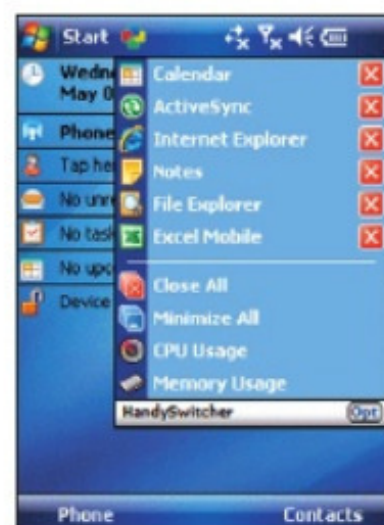 Start
Wedn
May 0
Phone
Tap he
No unre
No task
No upc
Device
Calendar
ActiveSync
Internet Explorer
Notes
File Explorer
Excel Mobile
Close All
Minimize All
CPU Usage
Memory Usage
HandySwitcher Opt
Phone Contacts